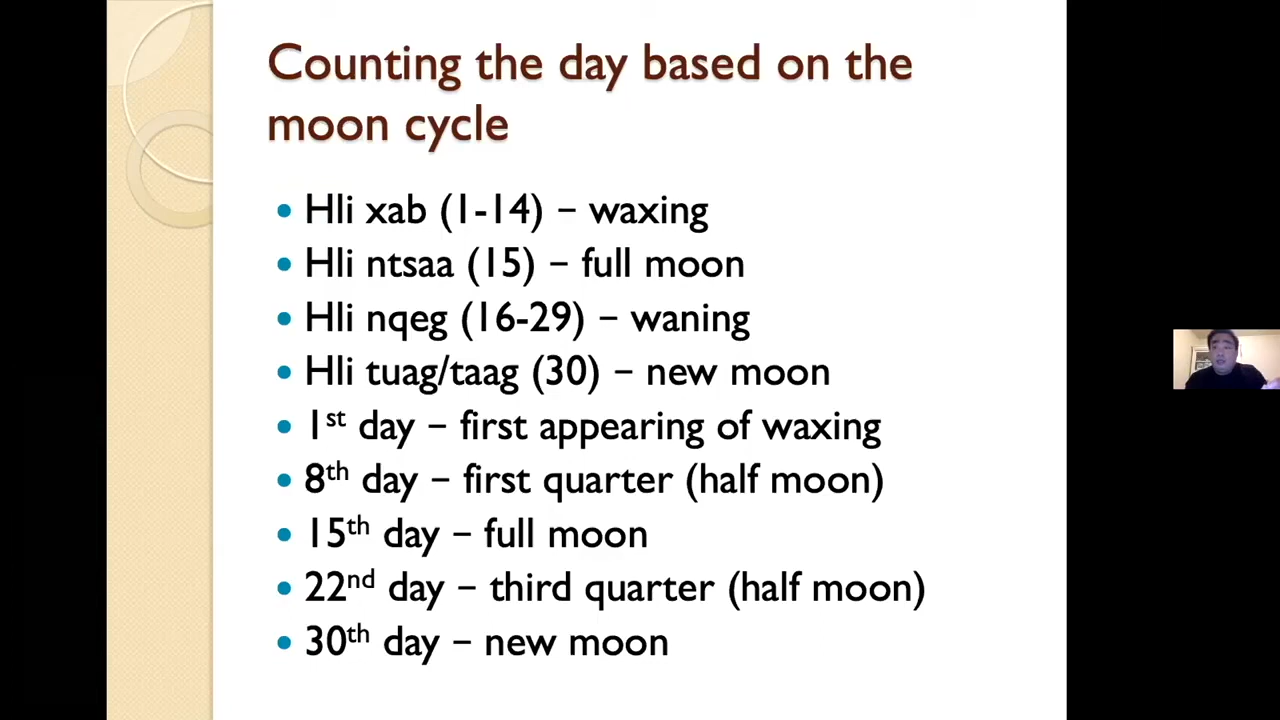 Counting the day based on the
moon cycle
• Hli xab (1-14) – waxing
• Hli ntsaa (15) – full moon
• Hli nqeg (16-29) – waning
• Hli tuag/taag (30) – new moon
• 1st day – first appearing of waxing
• 8th day – first quarter (half moon)
• 15th day – full moon
• 22nd day – third quarter (half moon)
• 30th day – new moon